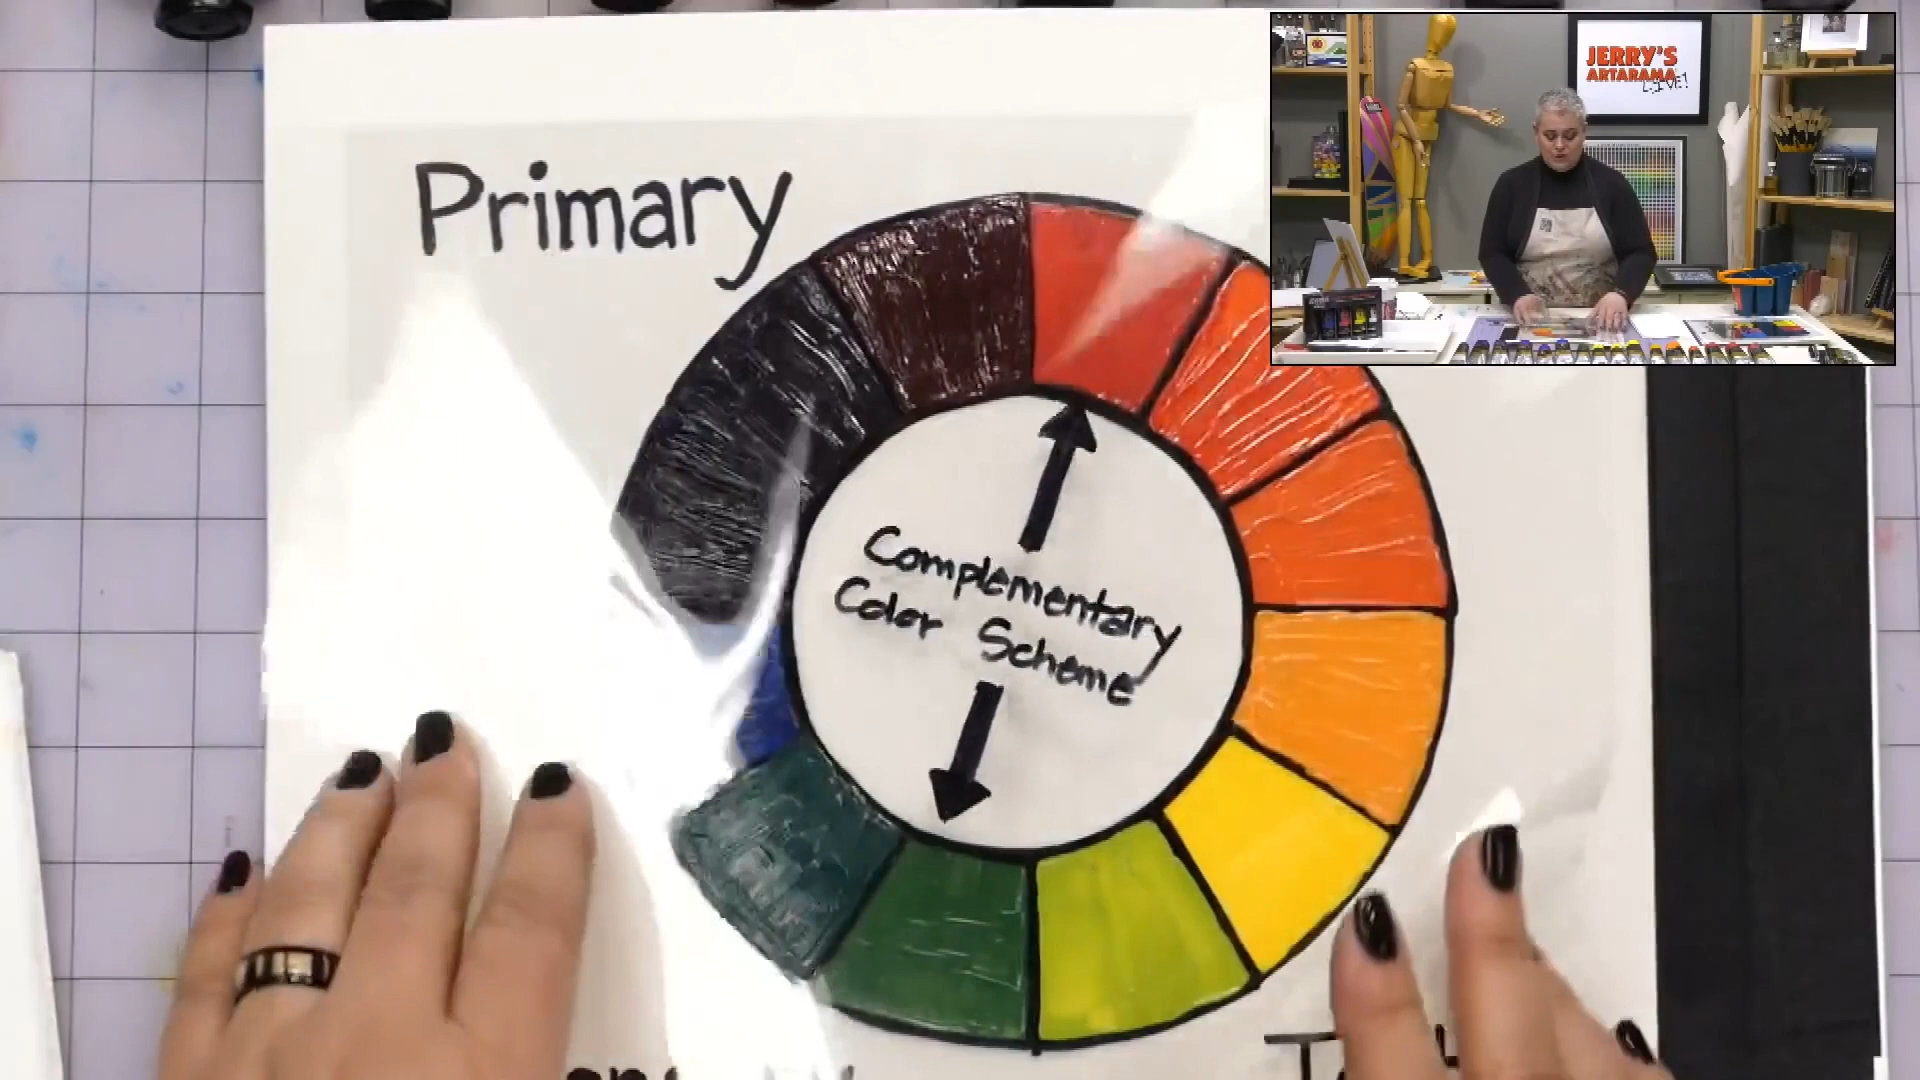 Primary
Complementary
Color Scheme
JERRY'S
ARTARAMA
LIVE!